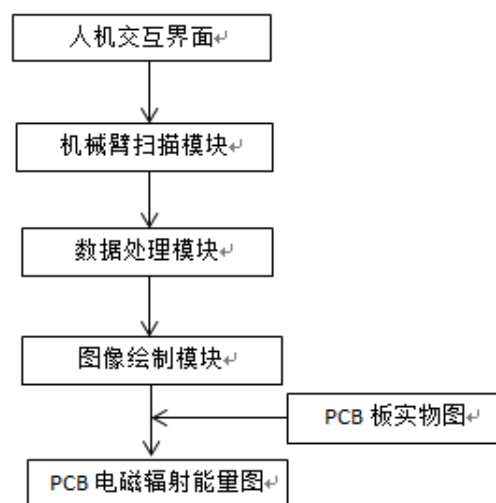 人机交互界面
机械臂扫描模块
数据处理模块
图像绘制模块
PCB 板实物图
PCB 电磁辐射能量图